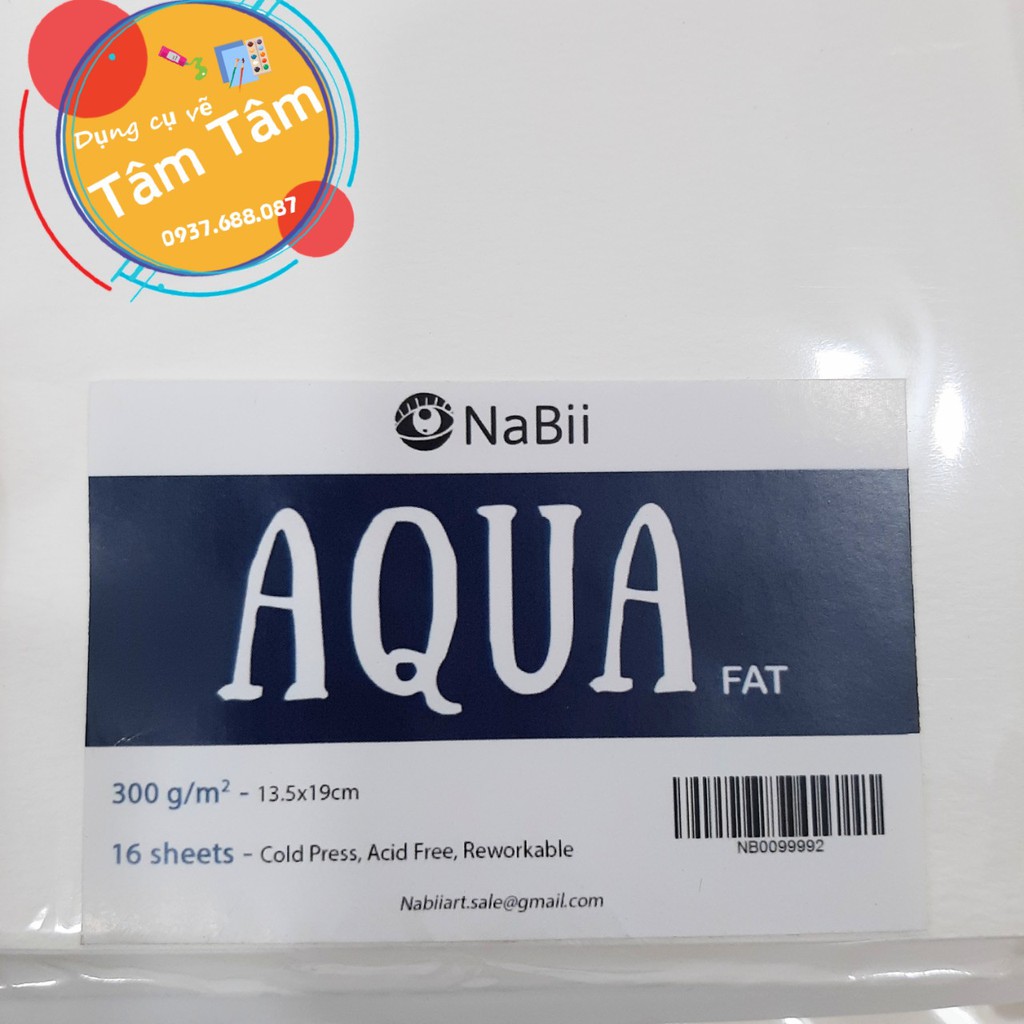 Dụng cụ vẽ
Tâm Tâm
0937.688.087
NaBii
AQUA FAT
300 g/m² - 13.5x19cm
16 sheets - Cold Press, Acid Free, Reworkable
NB0099992
Nabiiart.sale@gmail.com